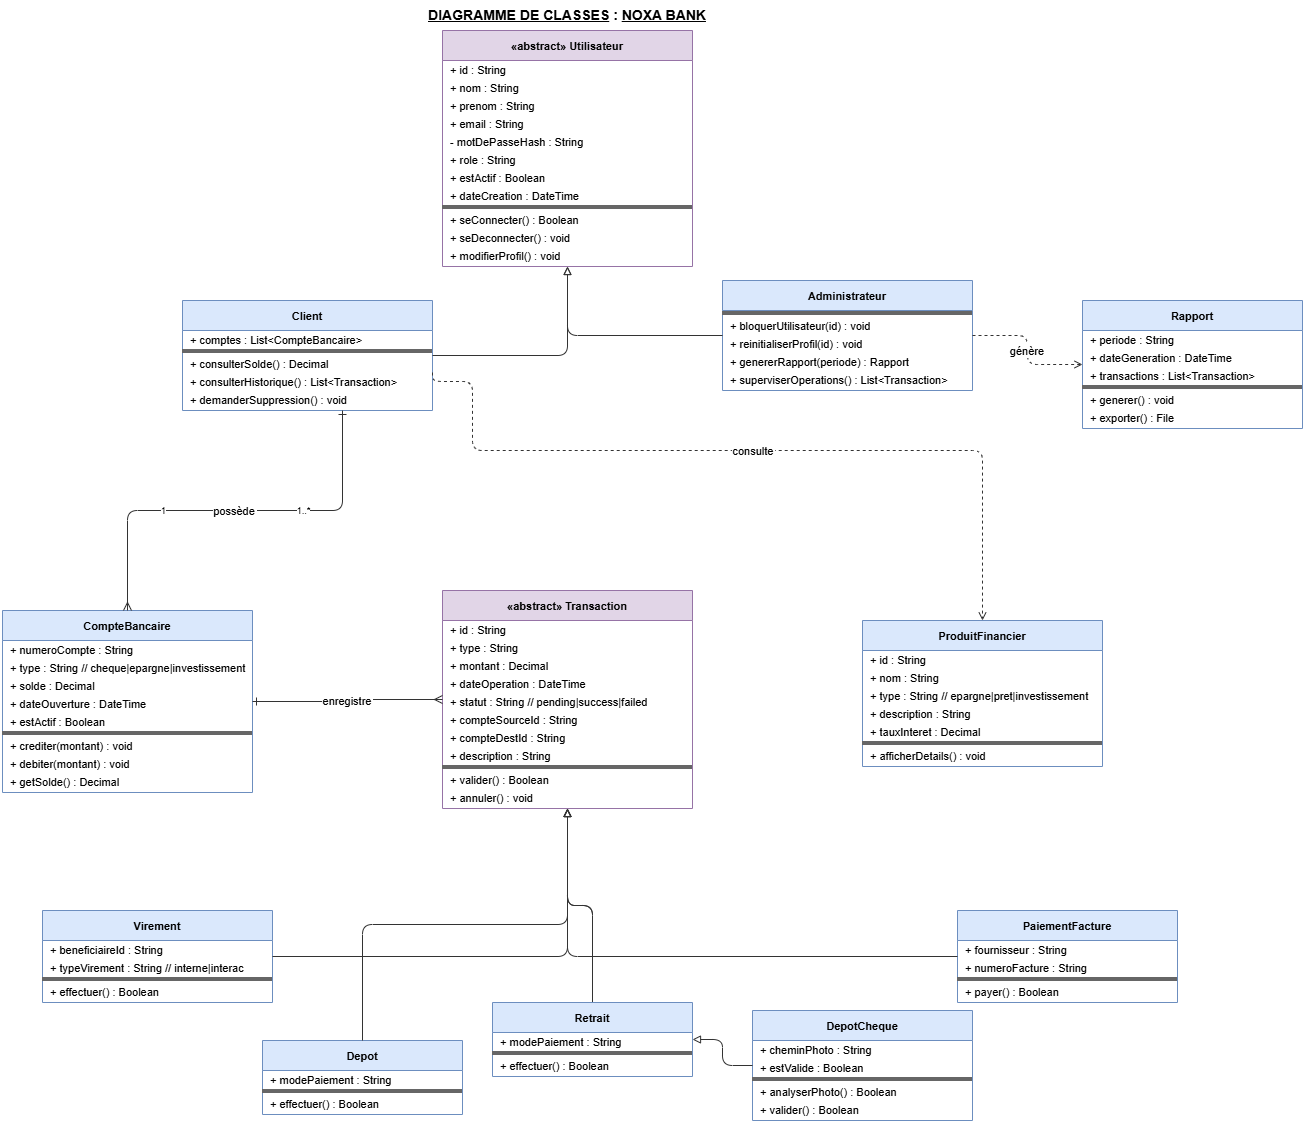 DIAGRAMME DE CLASSES : NOXA BANK
«abstract» Utilisateur
+ id : String
+ nom : String
+ prenom : String
+ email : String
- motDePasseHash : String
+ role : String
+ estActif : Boolean
+ dateCreation : DateTime
+ seConnecter() : Boolean
+ seDeconnecter() : void
+ modifierProfil() : void
Client
+ comptes : List<CompteBancaire>
+ consulterSolde() : Decimal
+ consulterHistorique() : List<Transaction>
+ demanderSuppression() : void
Administrateur
+ bloquerUtilisateur(id) : void
+ reinitialiserProfil(id) : void
+ genererRapport(periode) : Rapport
+ superviserOperations() : List<Transaction>
génère
Rapport
+ periode : String
+ dateGeneration : DateTime
+ transactions : List<Transaction>
+ generer() : void
+ exporter() : File
consulte
1
possède
1..*
CompteBancaire
+ numeroCompte : String
+ type : String // cheque|epargne|investissement
+ solde : Decimal
+ dateOuverture : DateTime
+ estActif : Boolean
+ crediter(montant) : void
+ debiter(montant) : void
+ getSolde() : Decimal
enregistre
«abstract» Transaction
+ id : String
+ type : String
+ montant : Decimal
+ dateOperation : DateTime
+ statut : String // pending|success|failed
+ compteSourceId : String
+ compteDestId : String
+ description : String
+ valider() : Boolean
+ annuler() : void
ProduitFinancier
+ id : String
+ nom : String
+ type : String // epargne|pret|investissement
+ description : String
+ tauxInteret : Decimal
+ afficherDetails() : void
Virement
+ beneficiaireId : String
+ typeVirement : String // interne|interac
+ effectuer() : Boolean
PaiementFacture
+ fournisseur : String
+ numeroFacture : String
+ payer() : Boolean
Depot
+ modePaiement : String
+ effectuer() : Boolean
Retrait
+ modePaiement : String
+ effectuer() : Boolean
DepotCheque
+ cheminPhoto : String
+ estValide : Boolean
+ analyserPhoto() : Boolean
+ valider() : Boolean